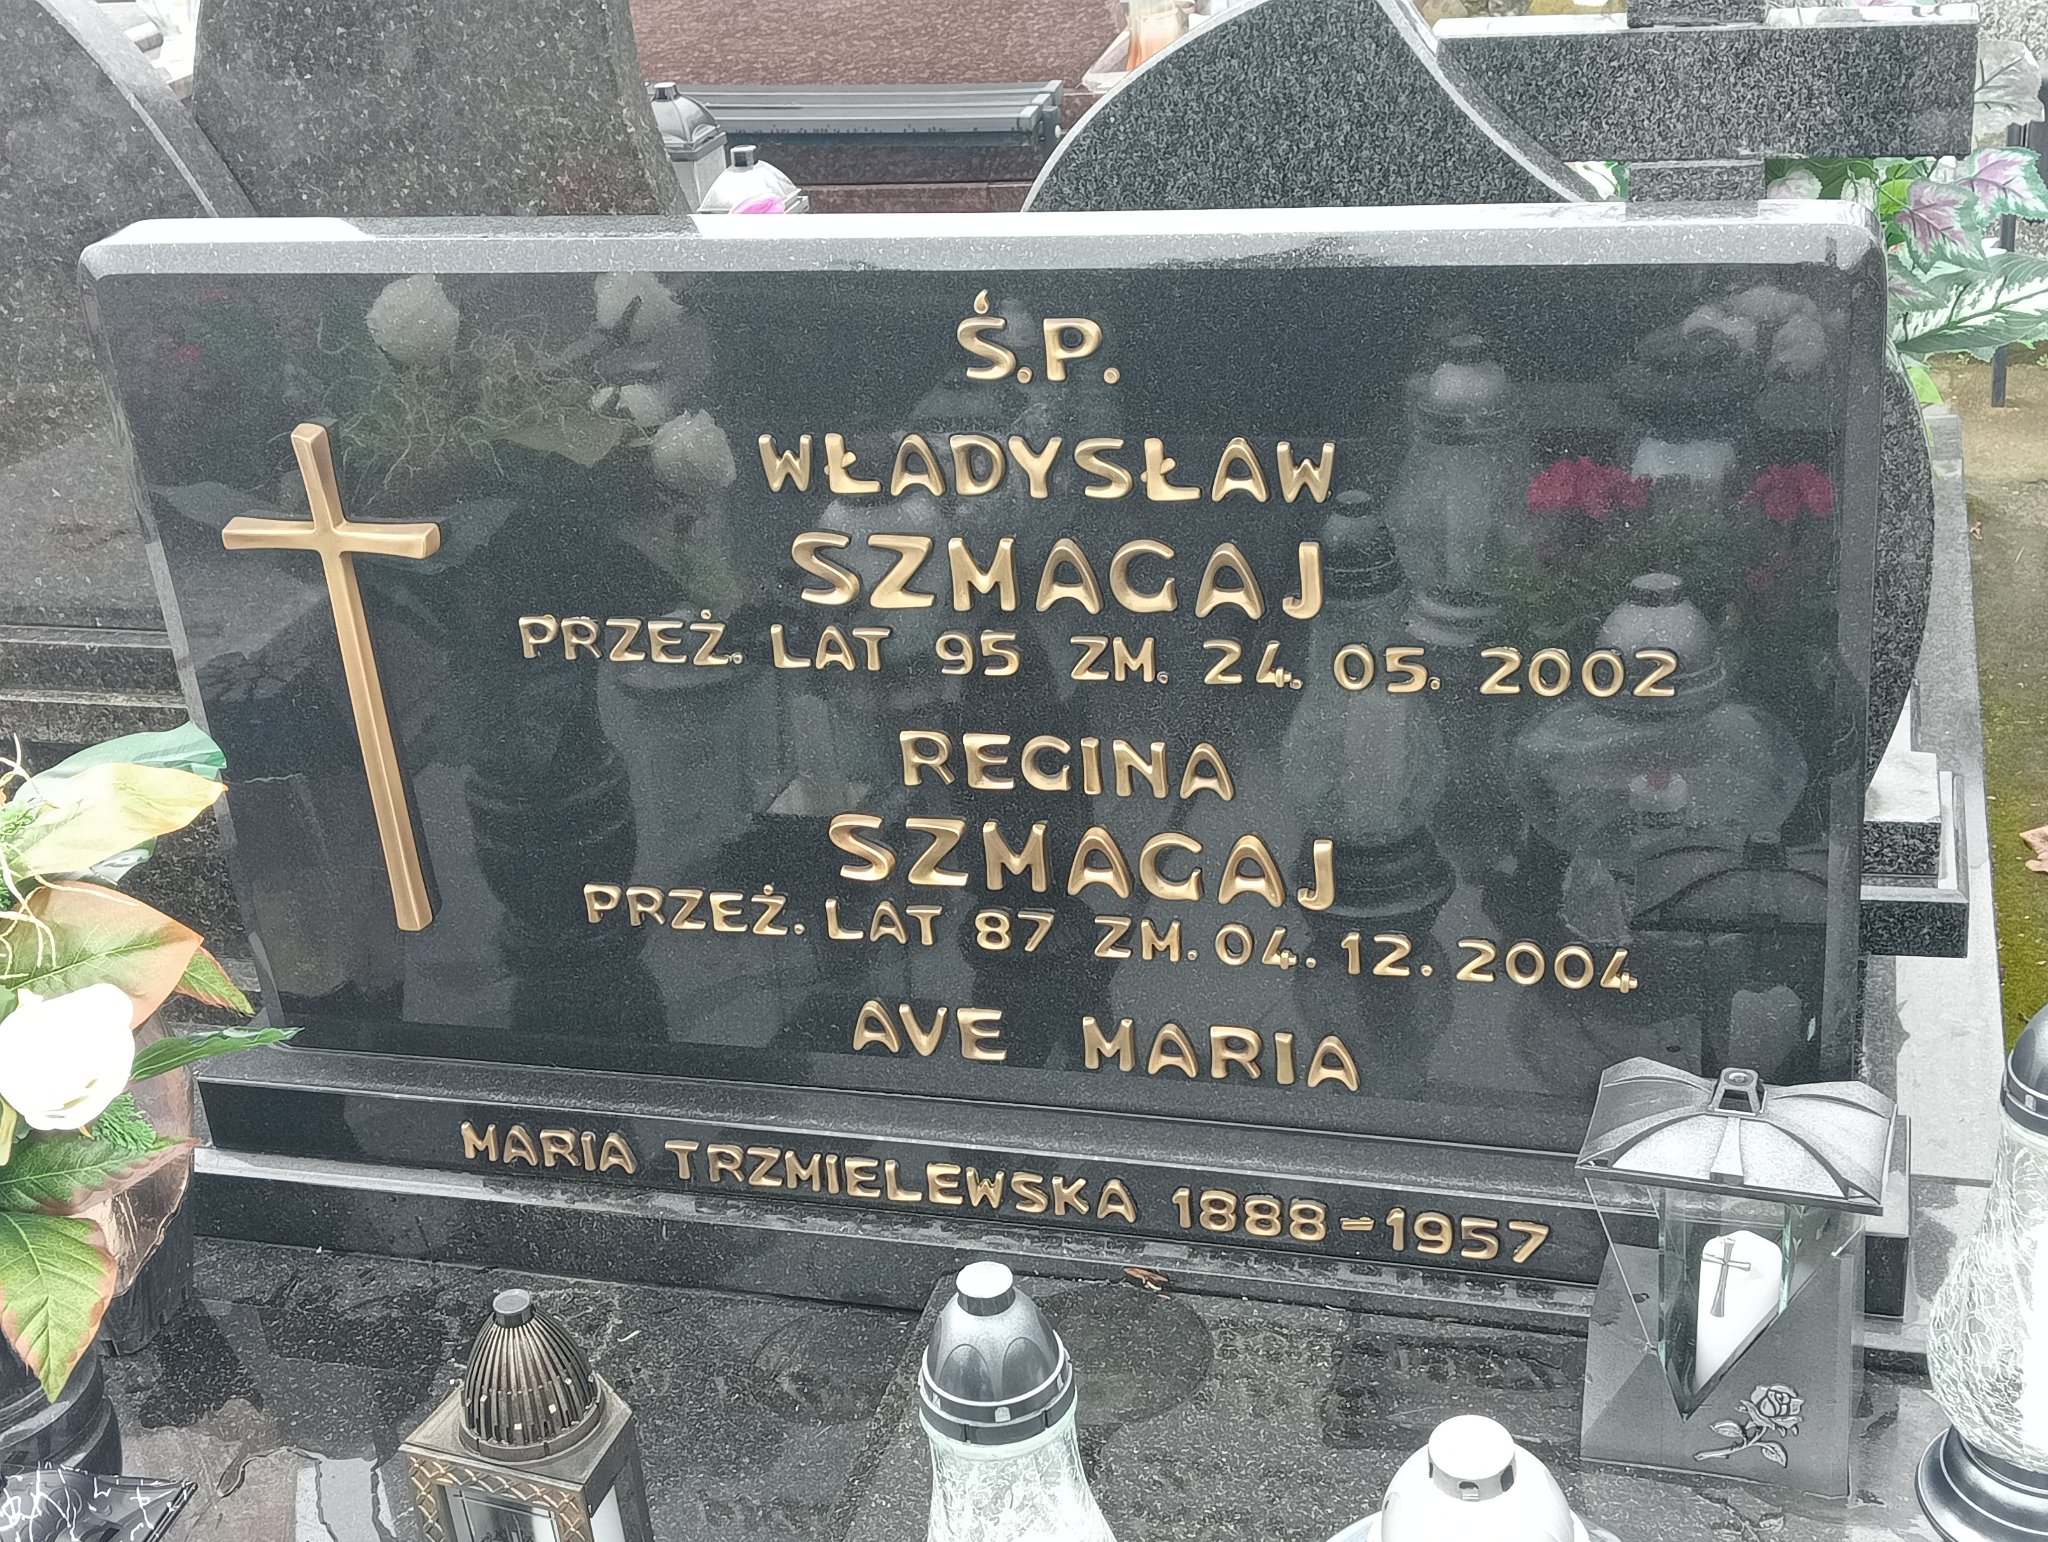 Ś.P.
WŁADYSŁAW
SZMAGAJ
PRZEŻ. LAT 95 ZM. 24. 05. 2002
REGINA
SZMAGAJ
PRZEŻ. LAT 87 ZM. 04. 12. 2004
AVE MARIA
MARIA TRZMIELEWSKA 1888-1957